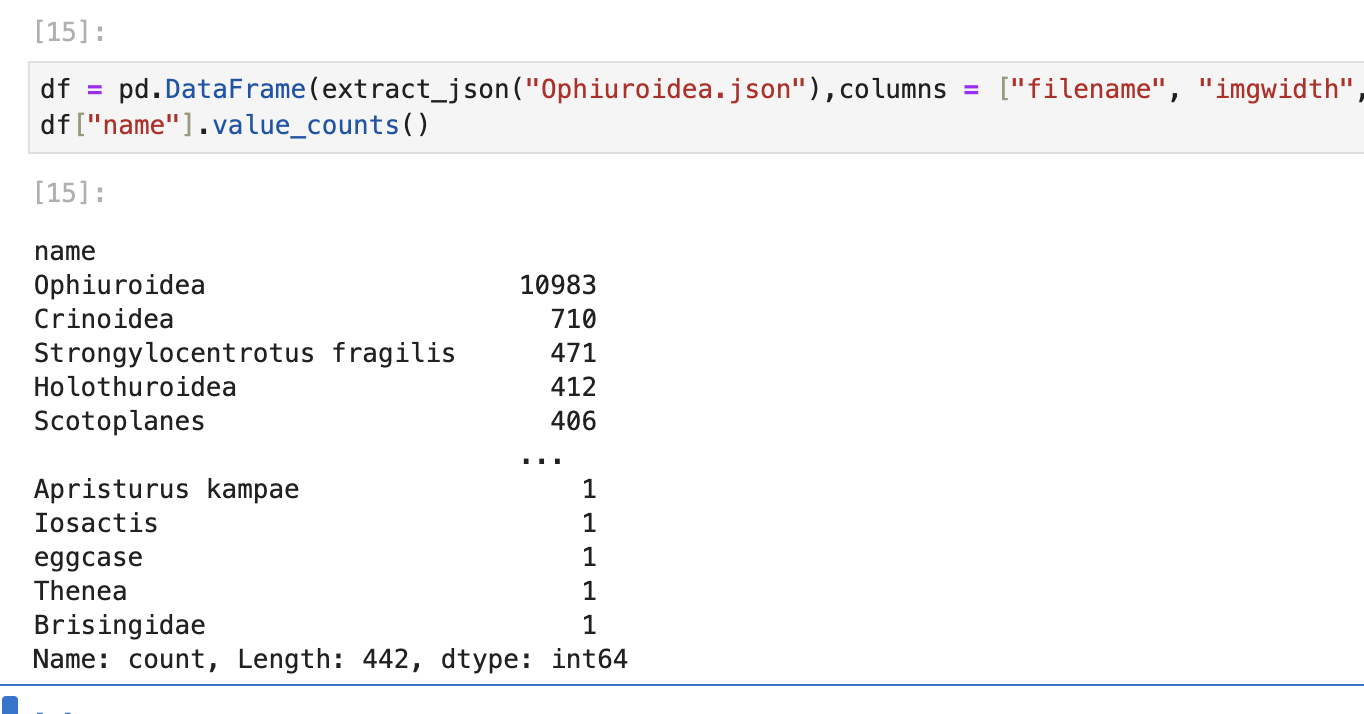 [15]:
df = pd.DataFrame(extract_json("Ophiuroidea.json"),columns = ["filename", "imgwidth",
df["name"].value_counts()
[15]:
name
Ophiuroidea 10983
Crinoidea 710
Strongylocentrotus fragilis 471
Holothuroidea 412
Scotoplanes 406
...
Apristurus kampae 1
Iosactis 1
eggcase 1
Thenea 1
Brisingidae 1
Name: count, Length: 442, dtype: int64